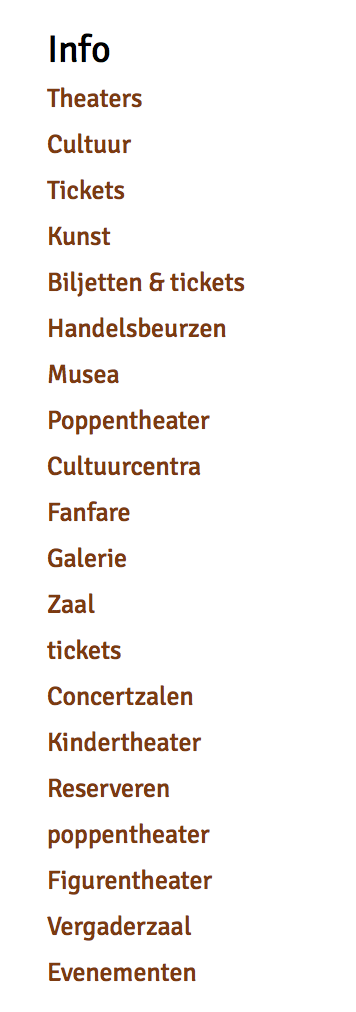 Info
Theaters
Cultuur
Tickets
Kunst
Biljetten & tickets
Handelsbeurzen
Musea
Poppentheater
Cultuurcentra
Fanfare
Galerie
Zaal
tickets
Concertzalen
Kindertheater
Reserveren
poppentheater
Figurentheater
Vergaderzaal
Evenementen